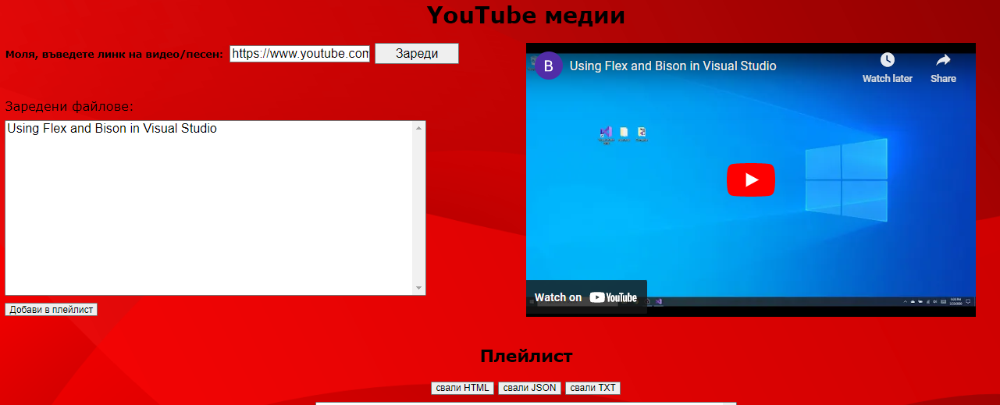 YouTube медии
Моля, въведете линк на видео/песен:
https://www.youtube.com
Зареди
Заредени файлове:
Using Flex and Bison in Visual Studio
Добави в плейлист
B
Using Flex and Bison in Visual Studio
Watch later
Share
Watch on YouTube
Плейлист
свали HTML свали JSON свали TXT